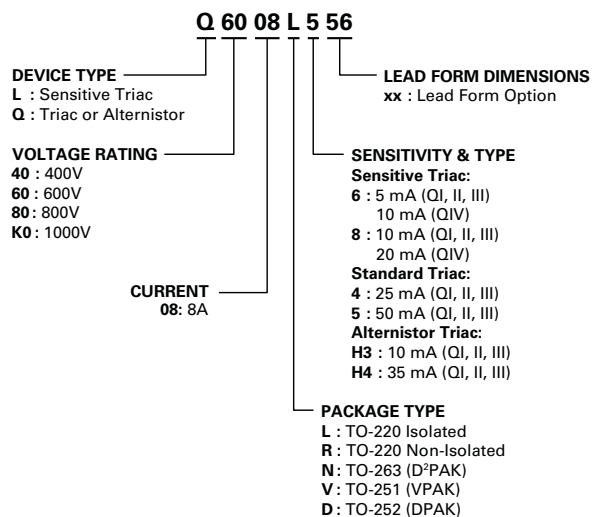 Q 60 08 L 5 56
DEVICE TYPE
L : Sensitive Triac
Q : Triac or Alternistor
VOLTAGE RATING
40 : 400V
60 : 600V
80 : 800V
K0 : 1000V
CURRENT
08: 8A
LEAD FORM DIMENSIONS
xx : Lead Form Option
SENSITIVITY & TYPE
Sensitive Triac:
6 : 5 mA (QI, II, III)
10 mA (QIV)
8 : 10 mA (QI, II, III)
20 mA (QIV)
Standard Triac:
4 : 25 mA (QI, II, III)
5 : 50 mA (QI, II, III)
Alternistor Triac:
H3 : 10 mA (QI, II, III)
H4 : 35 mA (QI, II, III)
PACKAGE TYPE
L : TO-220 Isolated
R : TO-220 Non-Isolated
N : TO-263 (D²PAK)
V : TO-251 (VPAK)
D : TO-252 (DPAK)